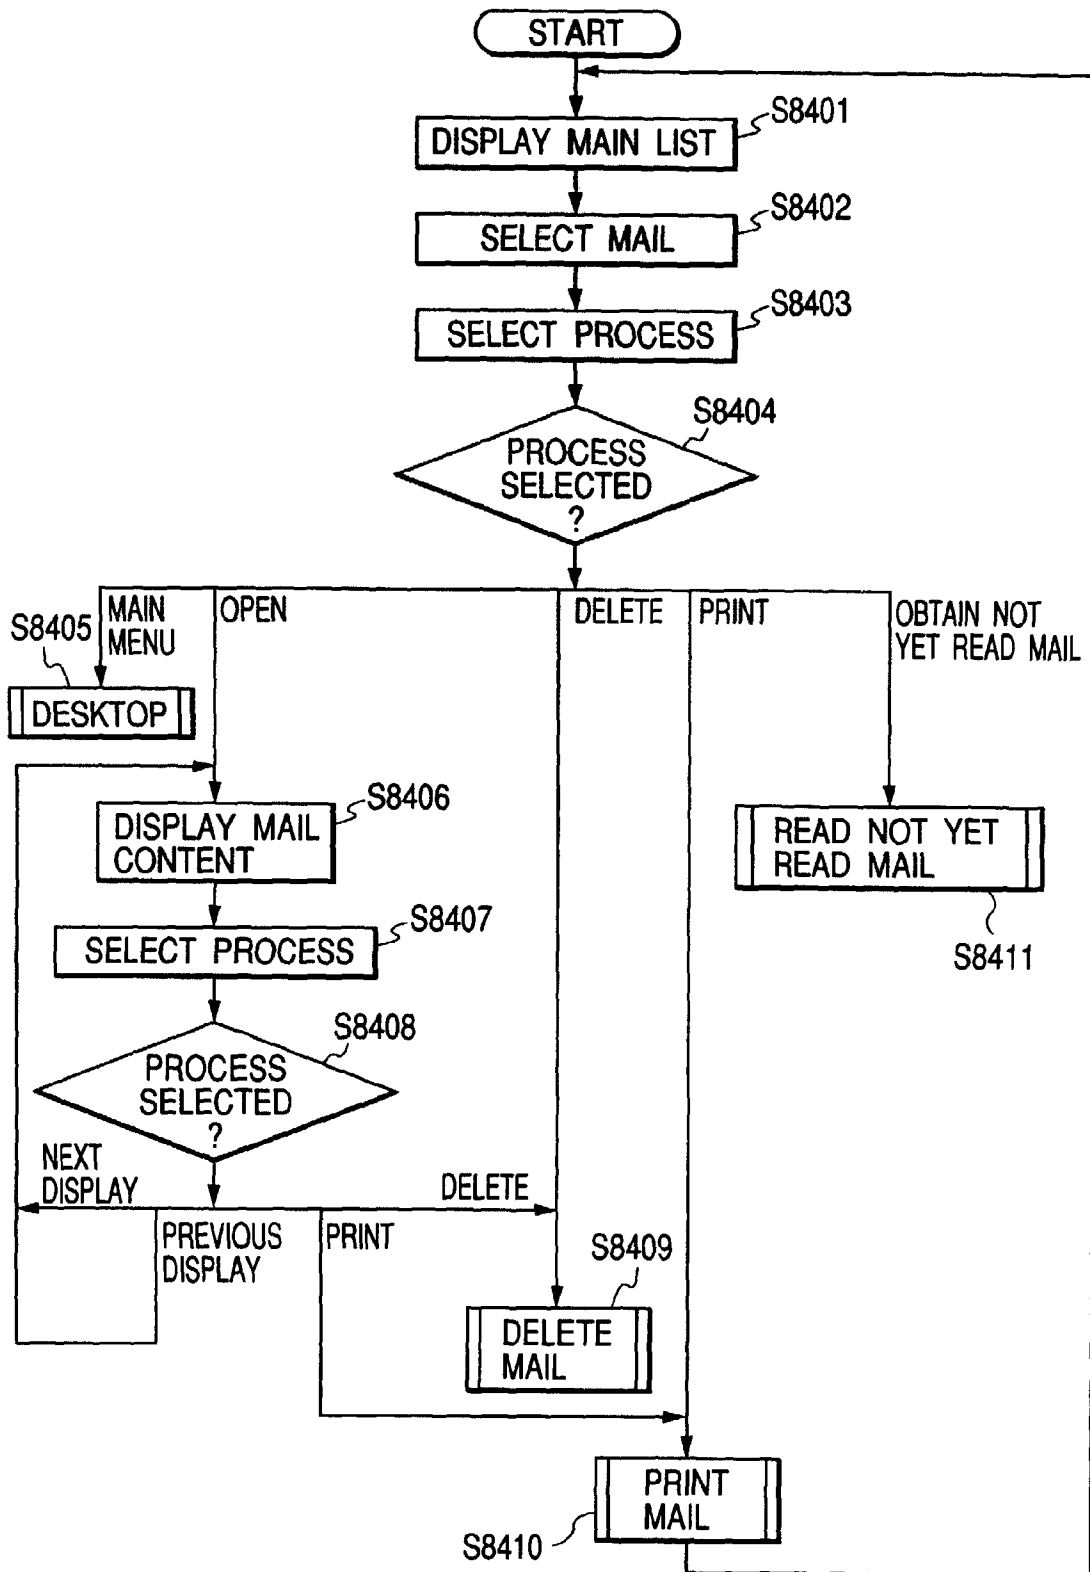 START
S8401
DISPLAY MAIN LIST
S8402
SELECT MAIL
S8403
SELECT PROCESS
S8404
PROCESS
SELECTED
?
MAIN
MENU
OPEN
DELETE
PRINT
OBTAIN NOT
YET READ MAIL
S8405
DESKTOP
S8406
DISPLAY MAIL
CONTENT
READ NOT YET
READ MAIL
S8411
S8407
SELECT PROCESS
S8408
PROCESS
SELECTED
?
NEXT
DISPLAY
PREVIOUS
DISPLAY
PRINT
DELETE
S8409
DELETE
MAIL
PRINT
MAIL
S8410